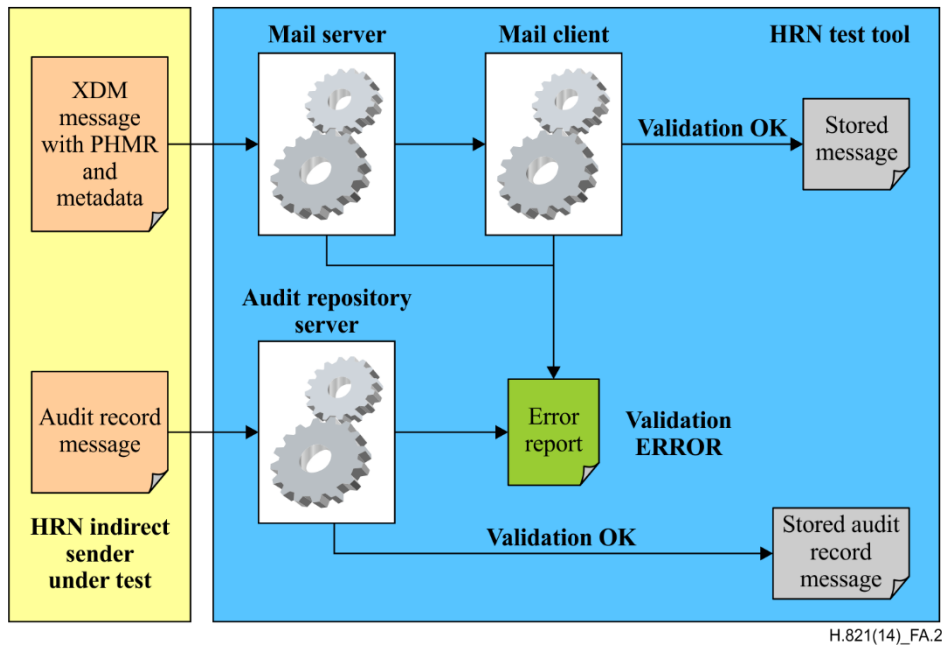 Mail server
Mail client
HRN test tool
XDM
message
with PHMR
and
metadata
Validation OK
Stored
message
Audit repository
server
Audit record
message
Error
report
Validation
ERROR
HRN indirect
sender
under test
Validation OK
Stored audit
record
message
H.821(14)_FA.2